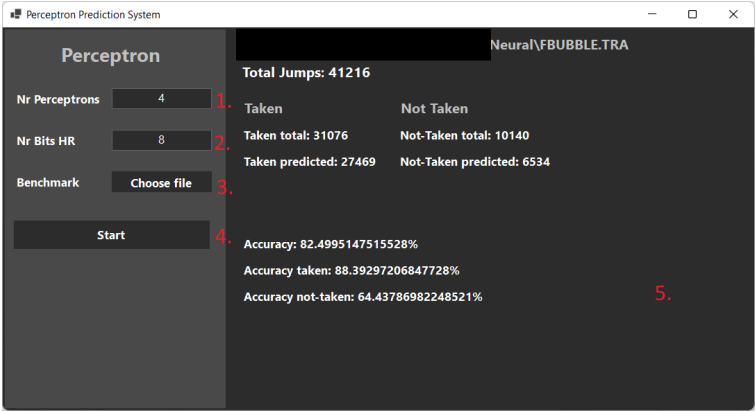 Perceptron Prediction System
Perceptron
Nr Perceptrons 4 1.
Nr Bits HR 8 2.
Benchmark Choose file 3.
Start 4.
Neural\FBUBBLE.TRA
Total Jumps: 41216
Taken Not Taken
Taken total: 31076 Not-Taken total: 10140
Taken predicted: 27469 Not-Taken predicted: 6534
Accuracy: 82.4995147515528%
Accuracy taken: 88.39297206847728%
Accuracy not-taken: 64.43786982248521%
5.